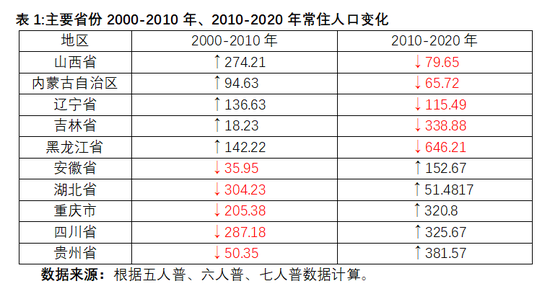 表 1:主要省份 2000-2010 年、2010-2020 年常住人口变化
地区 2000-2010 年 2010-2020 年
山西省 ↑274.21 ↓79.65
内蒙古自治区 ↑94.63 ↓65.72
辽宁省 ↑136.63 ↓115.49
吉林省 ↑18.23 ↓338.88
黑龙江省 ↑142.22 ↓646.21
安徽省 ↓35.95 ↑152.67
湖北省 ↓304.23 ↑51.4817
重庆市 ↓205.38 ↑320.8
四川省 ↓287.18 ↑325.67
贵州省 ↓50.35 ↑381.57
数据来源：根据五人普、六人普、七人普数据计算。